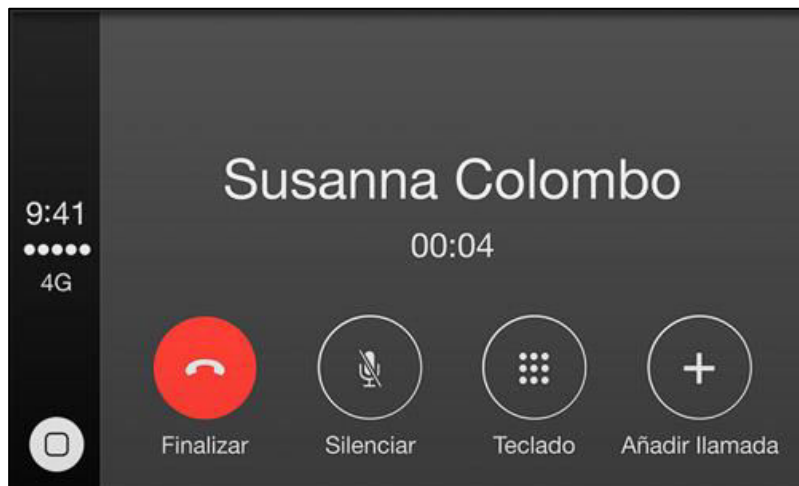 Susanna Colombo
00:04
9:41
4G
Finalizar
Silenciar
Teclado
Añadir llamada